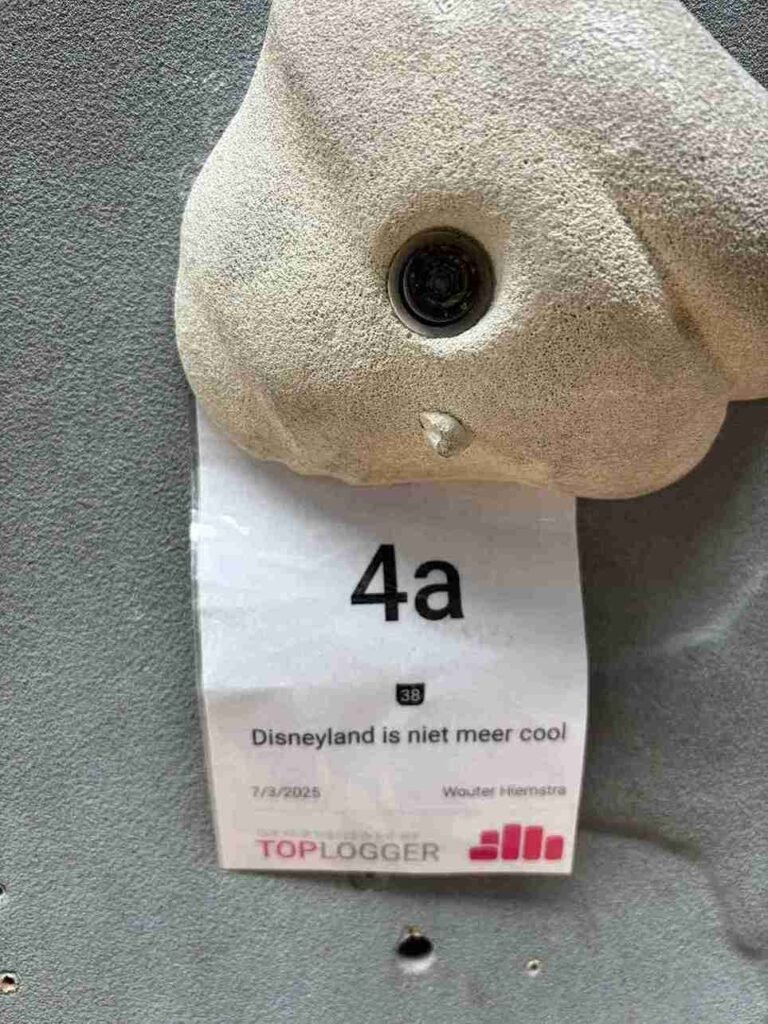 4a
38
Disneyland is niet meer cool
7/3/2025 Wouter Hiemstra
TOPLOGGER